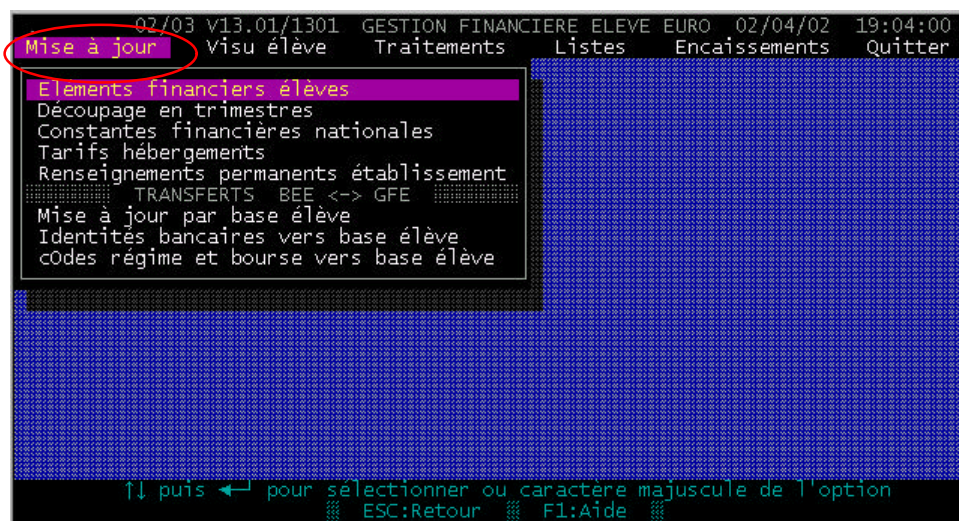 . 02/03 V13.01/1301 GESTION FINANCIERE ELEVE EURO 02/04/02 19:04:00
Mise à jour Visu élève Traitements Listes Encaissements Quitter
Eléments financiers élèves
Découpage en trimestres
Constantes financières nationales
Tarifs hébergements
Renseignements permanents établissement
TRANSFERTS BEE <-> GFE
Mise à jour par base élève
Identités bancaires vers base élève
cOdes régime et bourse vers base élève
↑↓ puis ←┘ pour sélectionner ou caractère majuscule de l'option
ESC:Retour F1:Aide